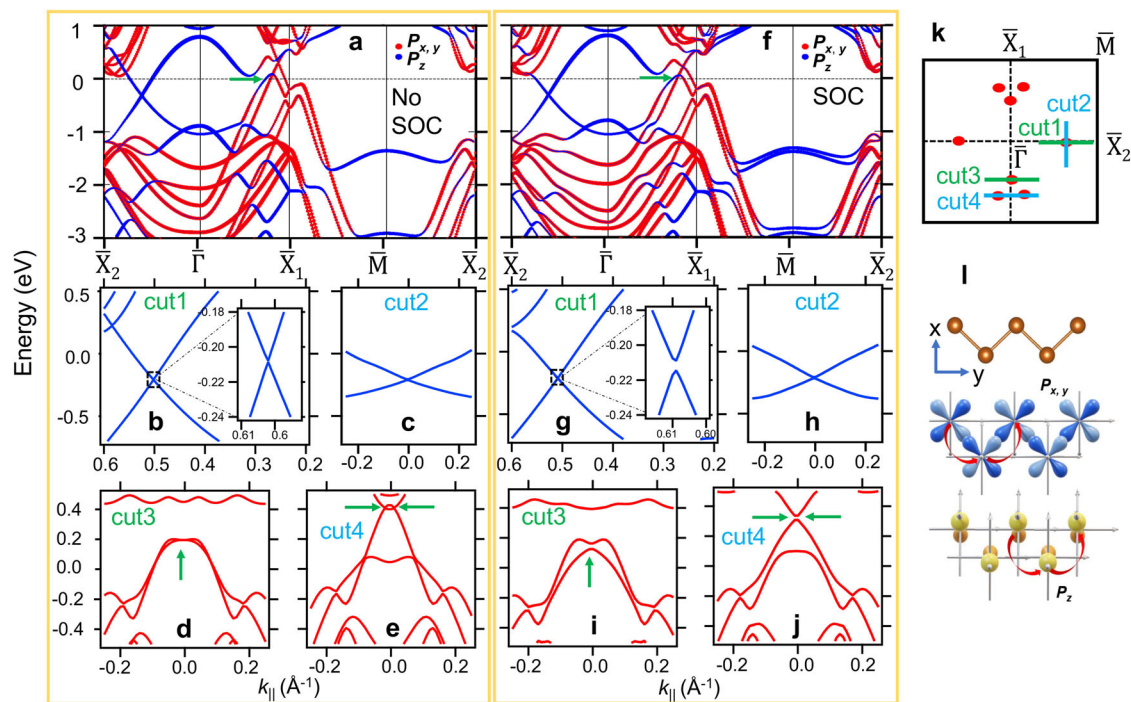 a
P x, y
P z
No
SOC
f
P x, y
P z
SOC
k
X̄1
M̄
cut2
cut1
Γ̄
X̄2
cut3
cut4
Energy (eV)
1
0
-1
-2
-3
X̄2
Γ̄
X̄1
M̄
X̄2
X̄2
Γ̄
X̄1
M̄
X̄2
0.5
0.0
-0.5
cut1
-0.18
-0.20
-0.22
-0.24
0.61
0.6
b
0.6
0.5
0.4
0.3
0.2
cut2
c
-0.2
0.0
0.2
cut1
-0.18
-0.20
-0.22
-0.24
0.61
0.60
g
0.6
0.5
0.4
0.3
0.2
cut2
h
-0.2
0.0
0.2
0.4
0.2
0.0
-0.2
-0.4
cut3
d
-0.2
0.0
0.2
cut4
e
-0.2
0.0
0.2
k|| (Å-1)
cut3
i
-0.2
0.0
0.2
cut4
j
-0.2
0.0
0.2
k|| (Å-1)
l
x
y
P x, y
P z